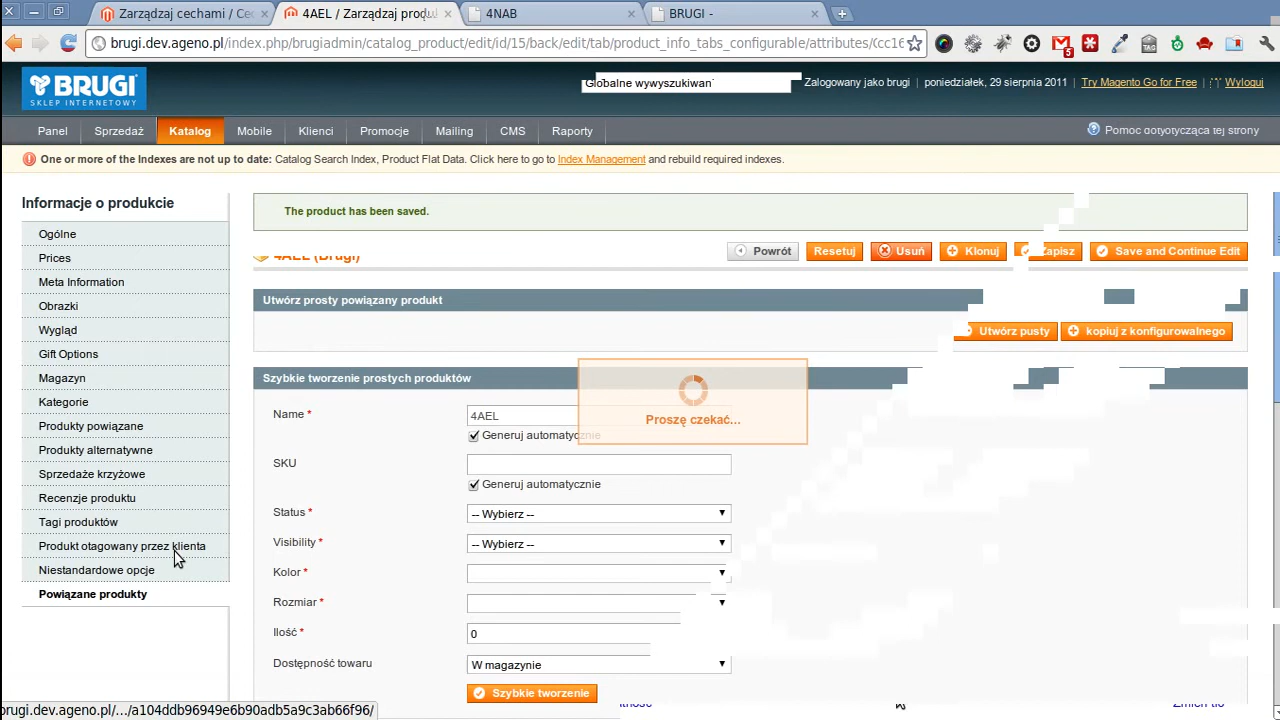 Zarządzaj cechami / Ce
4AEL / Zarządzaj produ
4NAB
BRUGI -
brugi.dev.ageno.pl/index.php/brugiadmin/catalog_product/edit/id/15/back/edit/tab/product_info_tabs_configurable/attributes/
5
TAG
BRUGI
SKLEP INTERNETOWY
Globalne wywyszukiwan
Zalogowany jako brugi
poniedziałek, 29 sierpnia 2011
Try Magento Go for Free
Wyloguj
Panel
Sprzedaż
Katalog
Mobile
Klienci
Promocje
Mailing
CMS
Raporty
Pomoc dotycząca tej strony
One or more of the Indexes are not up to date: Catalog Search Index, Product Flat Data. Click here to go to Index Management and rebuild required indexes.
Informacje o produkcie
Ogólne
Prices
Meta Information
Obrazki
Wygląd
Gift Options
Magazyn
Kategorie
Produkty powiązane
Produkty alternatywne
Sprzedaże krzyżowe
Recenzje produktu
Tagi produktów
Produkt otagowany przez klienta
Niestandardowe opcje
Powiązane produkty
The product has been saved.
4AEL (Brugi)
Powrót
Resetuj
Usuń
Klonuj
Zapisz
Save and Continue Edit
Utwórz prosty powiązany produkt
Utwórz pusty
kopiuj z konfigurowalnego
Szybkie tworzenie prostych produktów
Proszę czekać...
Name *
4AEL
Generuj automatycznie
SKU
Generuj automatycznie
Status *
-- Wybierz --
Visibility *
-- Wybierz --
Kolor *
Rozmiar *
Ilość *
0
Dostępność towaru
W magazynie
Szybkie tworzenie
brugi.dev.ageno.pl/.../a104ddb96949e6b90adb5a9c3ab66f96/